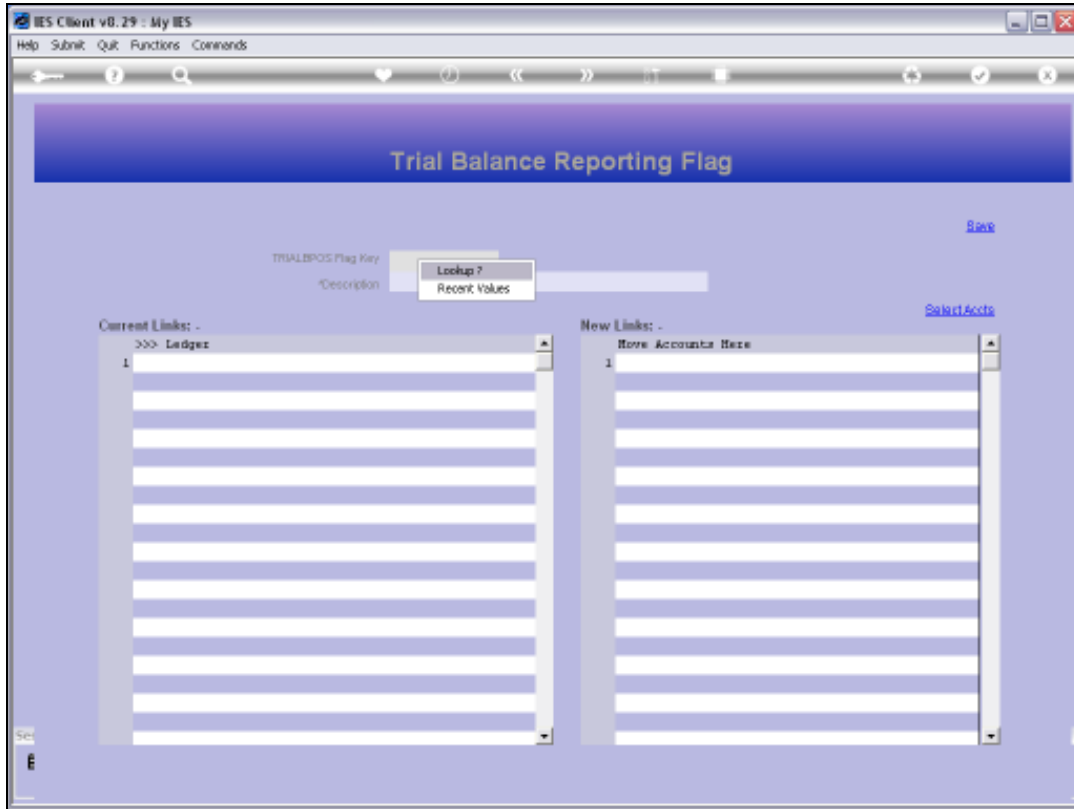 IES Client v8.29 : My IES
Help Submit Quit Functions Commands
Trial Balance Reporting Flag
Save
TRIALBPOS Flag Key
Lookup ?
*Description
Recent Values
Select Accts
Current Links: -
New Links: -
>>> Ledger
Move Accounts Here
1
1